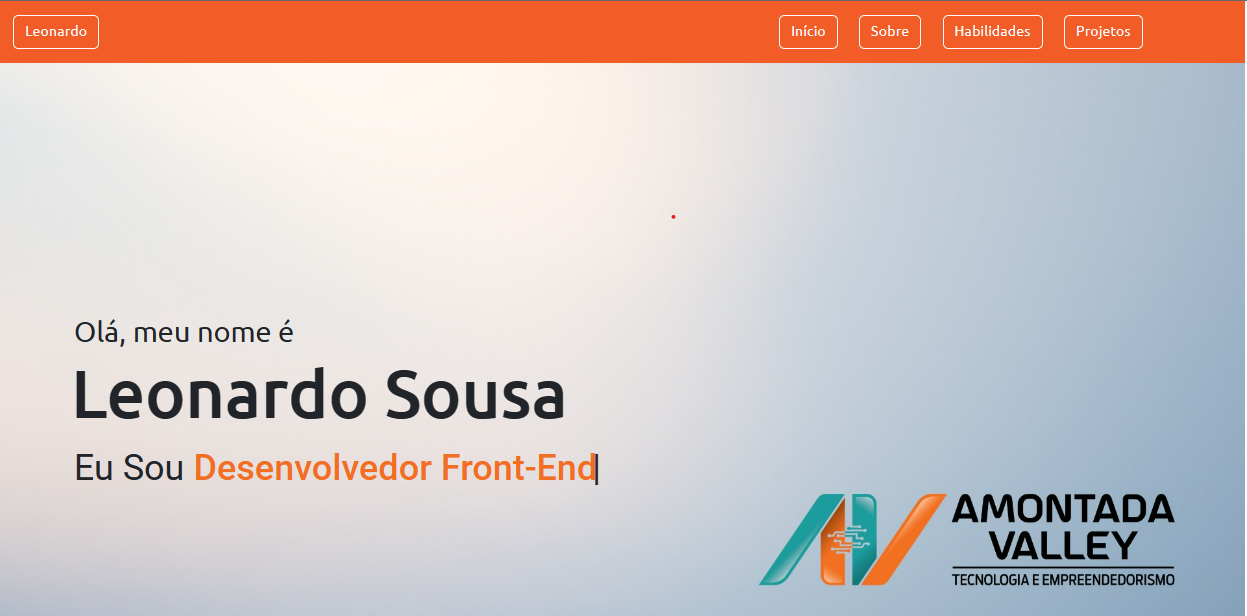 Leonardo
Início
Sobre
Habilidades
Projetos
Olá, meu nome é
Leonardo Sousa
Eu Sou Desenvolvedor Front-End
AMONTADA
VALLEY
TECNOLOGIA E EMPREENDEDORISMO